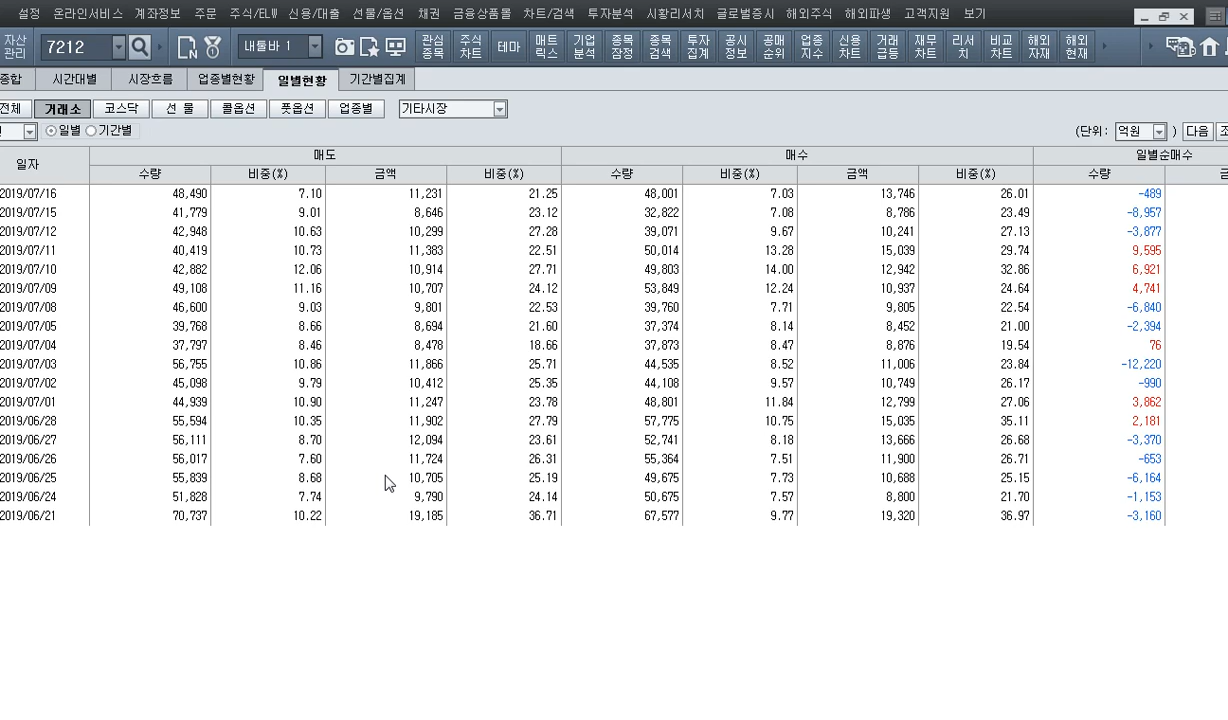 설정 온라인서비스 계좌정보 주문 주식/ELW 신용/대출 선물/옵션 채권 금융상품몰 차트/검색 투자분석 시황리서치 글로벌증시 해외주식 해외파생 고객지원 보기
자산관리 7212 N 내툴바 1 관심종목 주식차트 테마 매트릭스 기업분석 종목장정 종목검색 투자집계 공시정보 공매순위 업종지수 신용차트 거래급등 재무차트 리서치 비교차트 해외자재 해외현재
종합 시간대별 시장흐름 업종별현황 일별현황 기간별집계
전체 거래소 코스닥 선 물 콜옵션 풋옵션 업종별 기타시장
일별 기간별 (단위: 억원 ) 다음
일자 매도 매수 일별순매수
수량 비중(%) 금액 비중(%) 수량 비중(%) 금액 비중(%) 수량
2019/07/16 48,490 7.10 11,231 21.25 48,001 7.03 13,746 26.01 -489
2019/07/15 41,779 9.01 8,646 23.12 32,822 7.08 8,786 23.49 -8,957
2019/07/12 42,948 10.63 10,299 27.28 39,071 9.67 10,241 27.13 -3,877
2019/07/11 40,419 10.73 11,383 22.51 50,014 13.28 15,039 29.74 9,595
2019/07/10 42,882 12.06 10,914 27.71 49,803 14.00 12,942 32.86 6,921
2019/07/09 49,108 11.16 10,707 24.12 53,849 12.24 10,937 24.64 4,741
2019/07/08 46,600 9.03 9,801 22.53 39,760 7.71 9,805 22.54 -6,840
2019/07/05 39,768 8.66 8,694 21.60 37,374 8.14 8,452 21.00 -2,394
2019/07/04 37,797 8.46 8,478 18.66 37,873 8.47 8,876 19.54 76
2019/07/03 56,755 10.86 11,866 25.71 44,535 8.52 11,006 23.84 -12,220
2019/07/02 45,098 9.79 10,412 25.35 44,108 9.57 10,749 26.17 -990
2019/07/01 44,939 10.90 11,247 23.78 48,801 11.84 12,799 27.06 3,862
2019/06/28 55,594 10.35 11,902 27.79 57,775 10.75 15,035 35.11 2,181
2019/06/27 56,111 8.70 12,094 23.61 52,741 8.18 13,666 26.68 -3,370
2019/06/26 56,017 7.60 11,724 26.31 55,364 7.51 11,900 26.71 -653
2019/06/25 55,839 8.68 10,705 25.19 49,675 7.73 10,688 25.15 -6,164
2019/06/24 51,828 7.74 9,790 24.14 50,675 7.57 8,800 21.70 -1,153
2019/06/21 70,737 10.22 19,185 36.71 67,577 9.77 19,320 36.97 -3,160